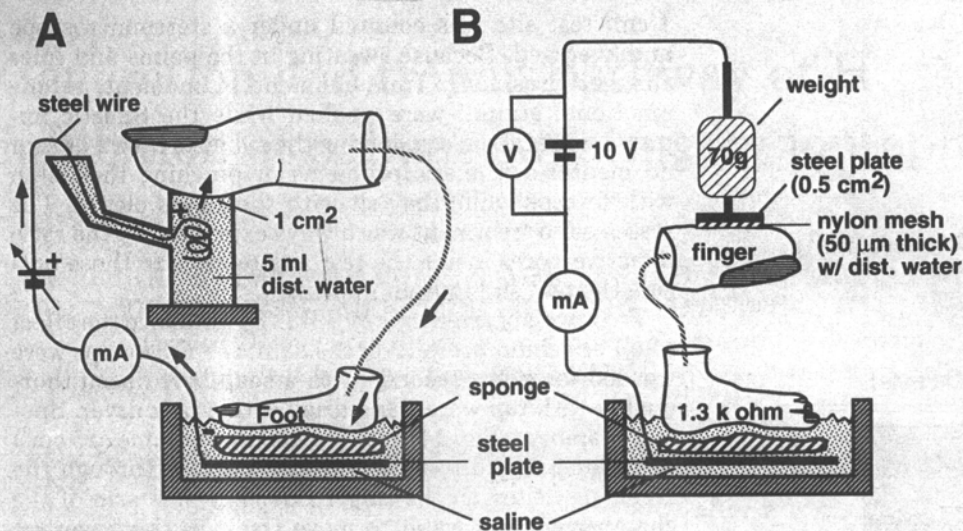 A
steel wire
1 cm²
5 ml
dist. water
+
mA
Foot
sponge
steel
plate
saline
B
V
10 V
weight
70g
steel plate
(0.5 cm²)
nylon mesh
(50 µm thick)
w/ dist. water
finger
mA
1.3 k ohm